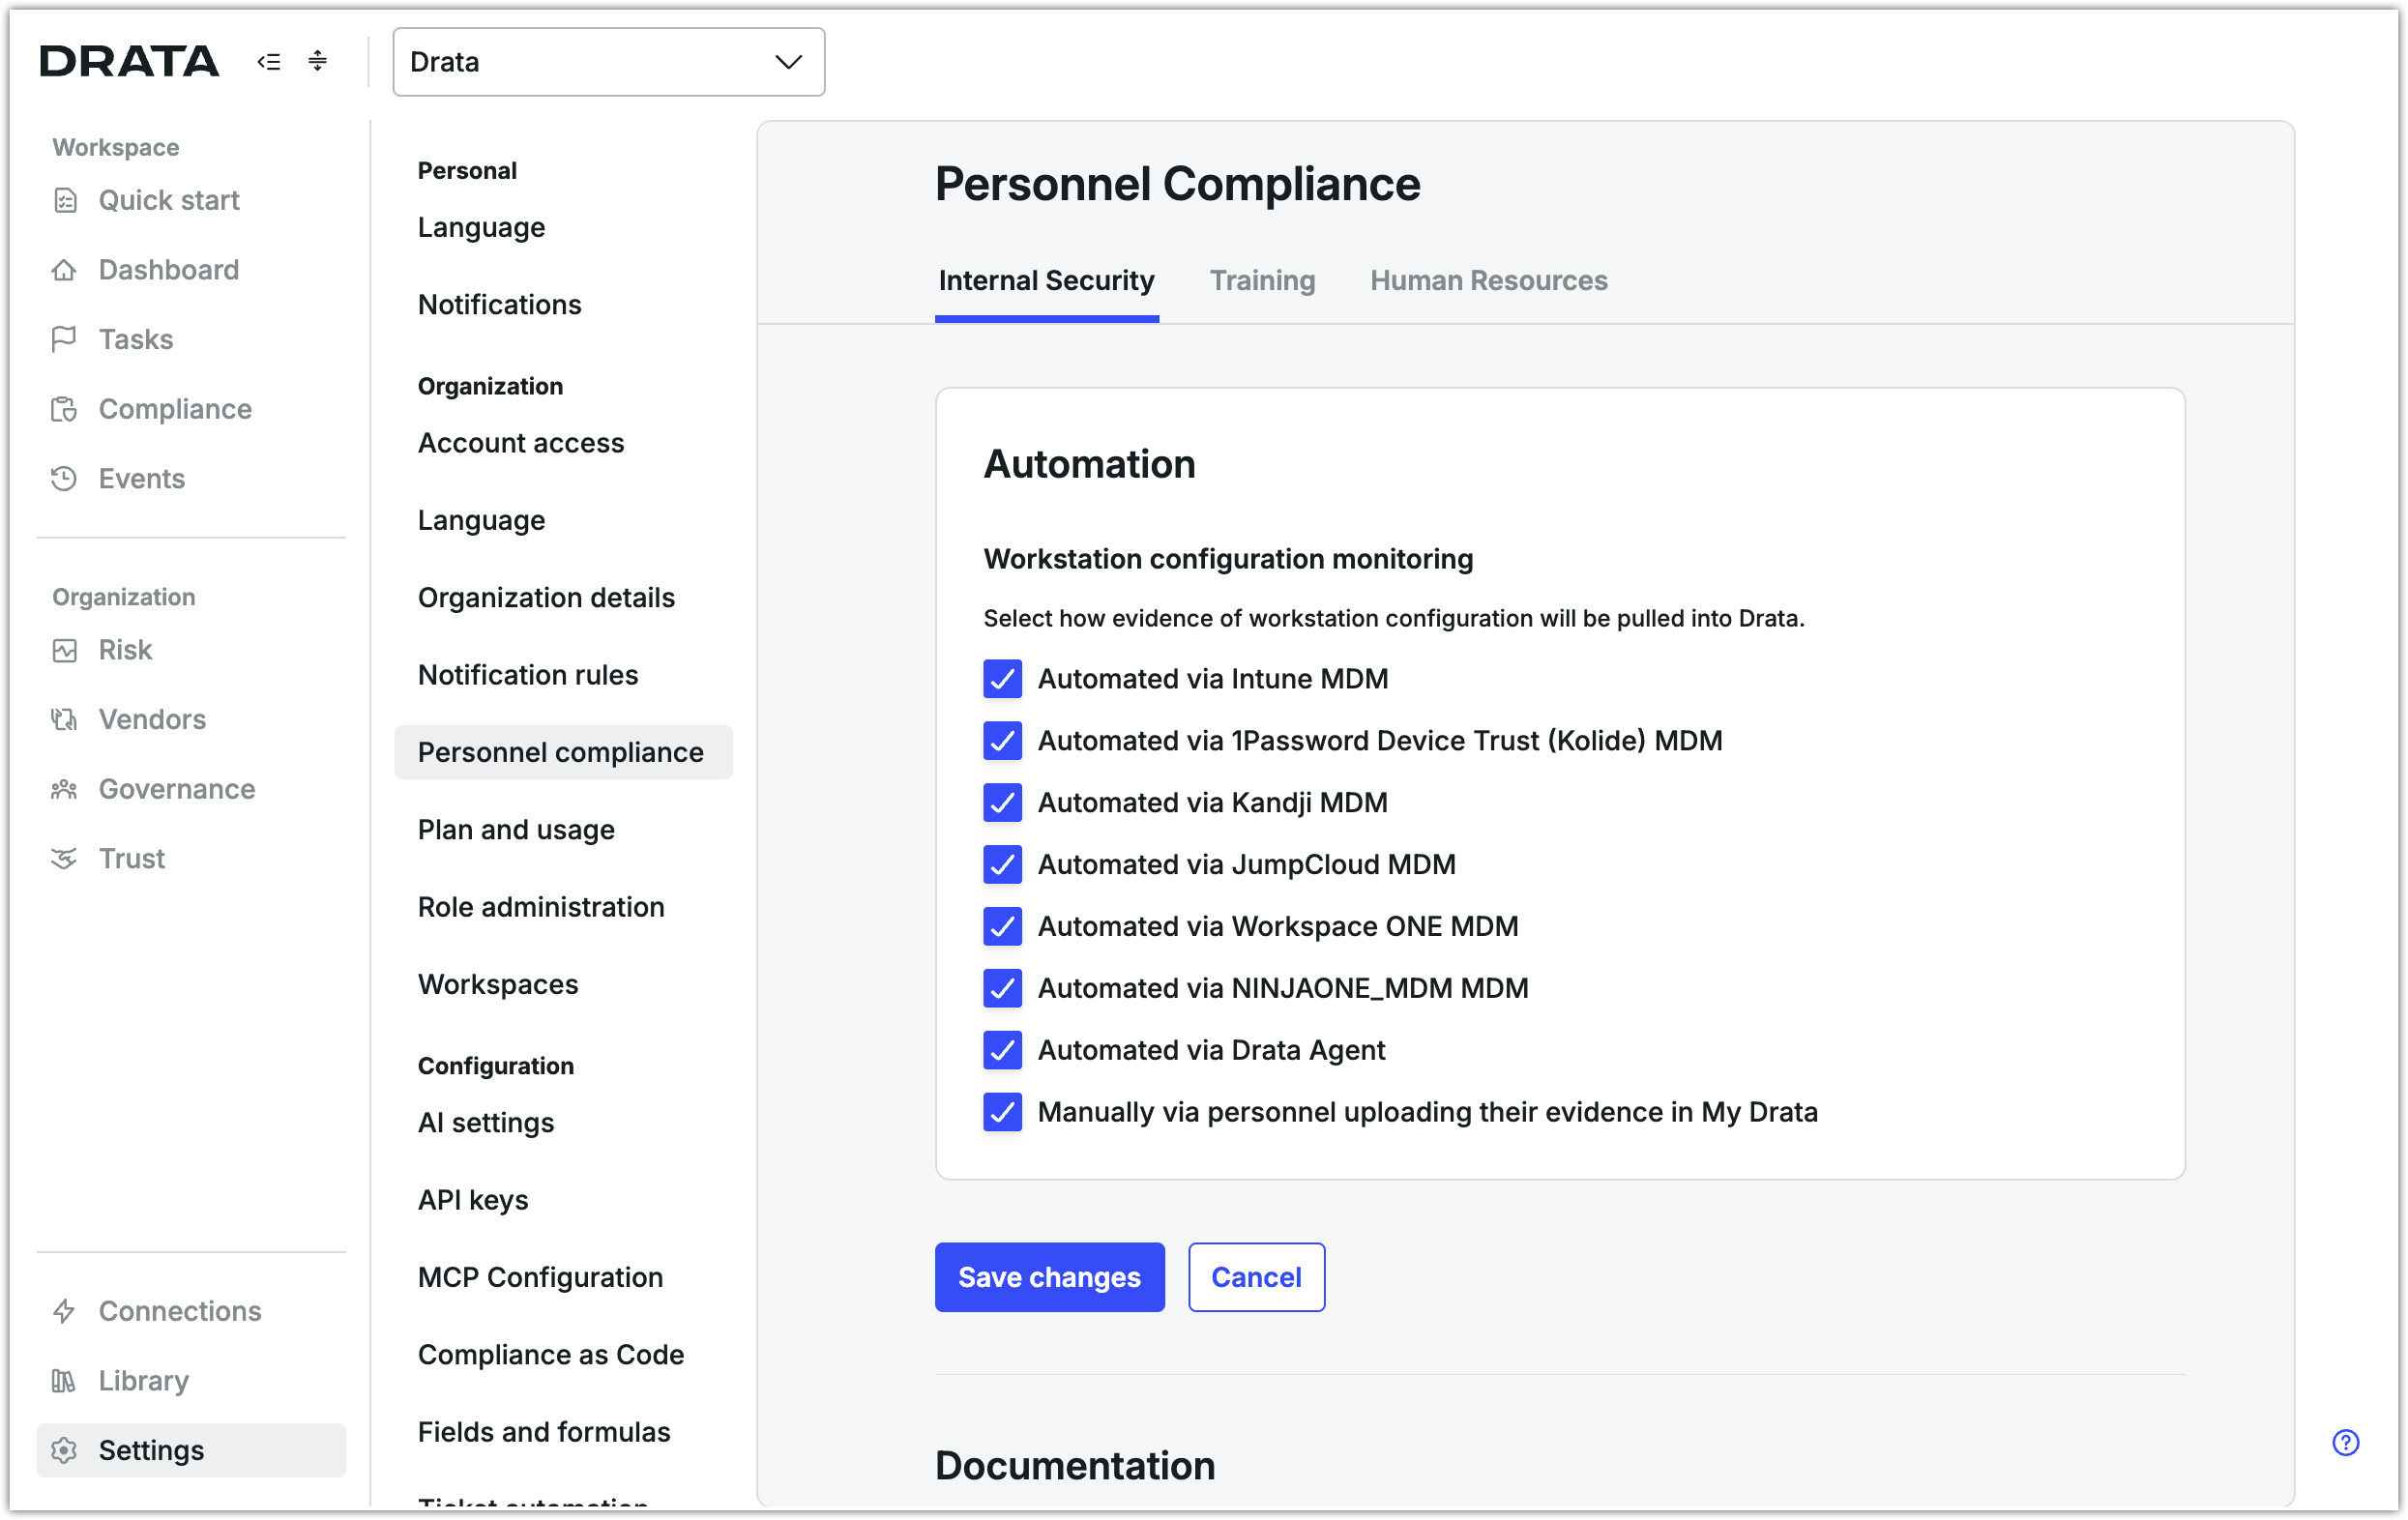 DRATA
Drata
Workspace
Quick start
Dashboard
Tasks
Compliance
Events
Organization
Risk
Vendors
Governance
Trust
Connections
Library
Settings
Personal
Language
Notifications
Organization
Account access
Language
Organization details
Notification rules
Personnel compliance
Plan and usage
Role administration
Workspaces
Configuration
AI settings
API keys
MCP Configuration
Compliance as Code
Fields and formulas
Ticket automation
Personnel Compliance
Internal Security
Training
Human Resources
Automation
Workstation configuration monitoring
Select how evidence of workstation configuration will be pulled into Drata.
Automated via Intune MDM
Automated via 1Password Device Trust (Kolide) MDM
Automated via Kandji MDM
Automated via JumpCloud MDM
Automated via Workspace ONE MDM
Automated via NINJAONE_MDM MDM
Automated via Drata Agent
Manually via personnel uploading their evidence in My Drata
Save changes
Cancel
Documentation